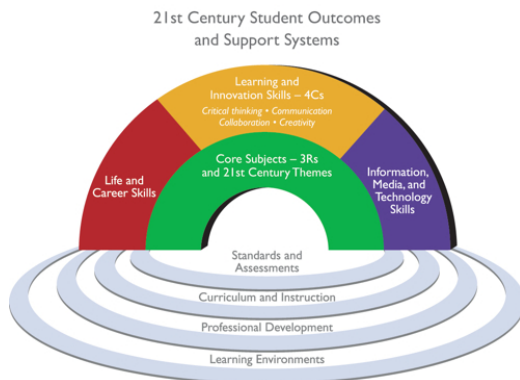 21st Century Student Outcomes
and Support Systems
Learning and
Innovation Skills – 4Cs
Critical thinking • Communication
Collaboration • Creativity
Core Subjects – 3Rs
and 21st Century Themes
Life and
Career Skills
Information,
Media, and
Technology
Skills
Standards and
Assessments
Curriculum and Instruction
Professional Development
Learning Environments